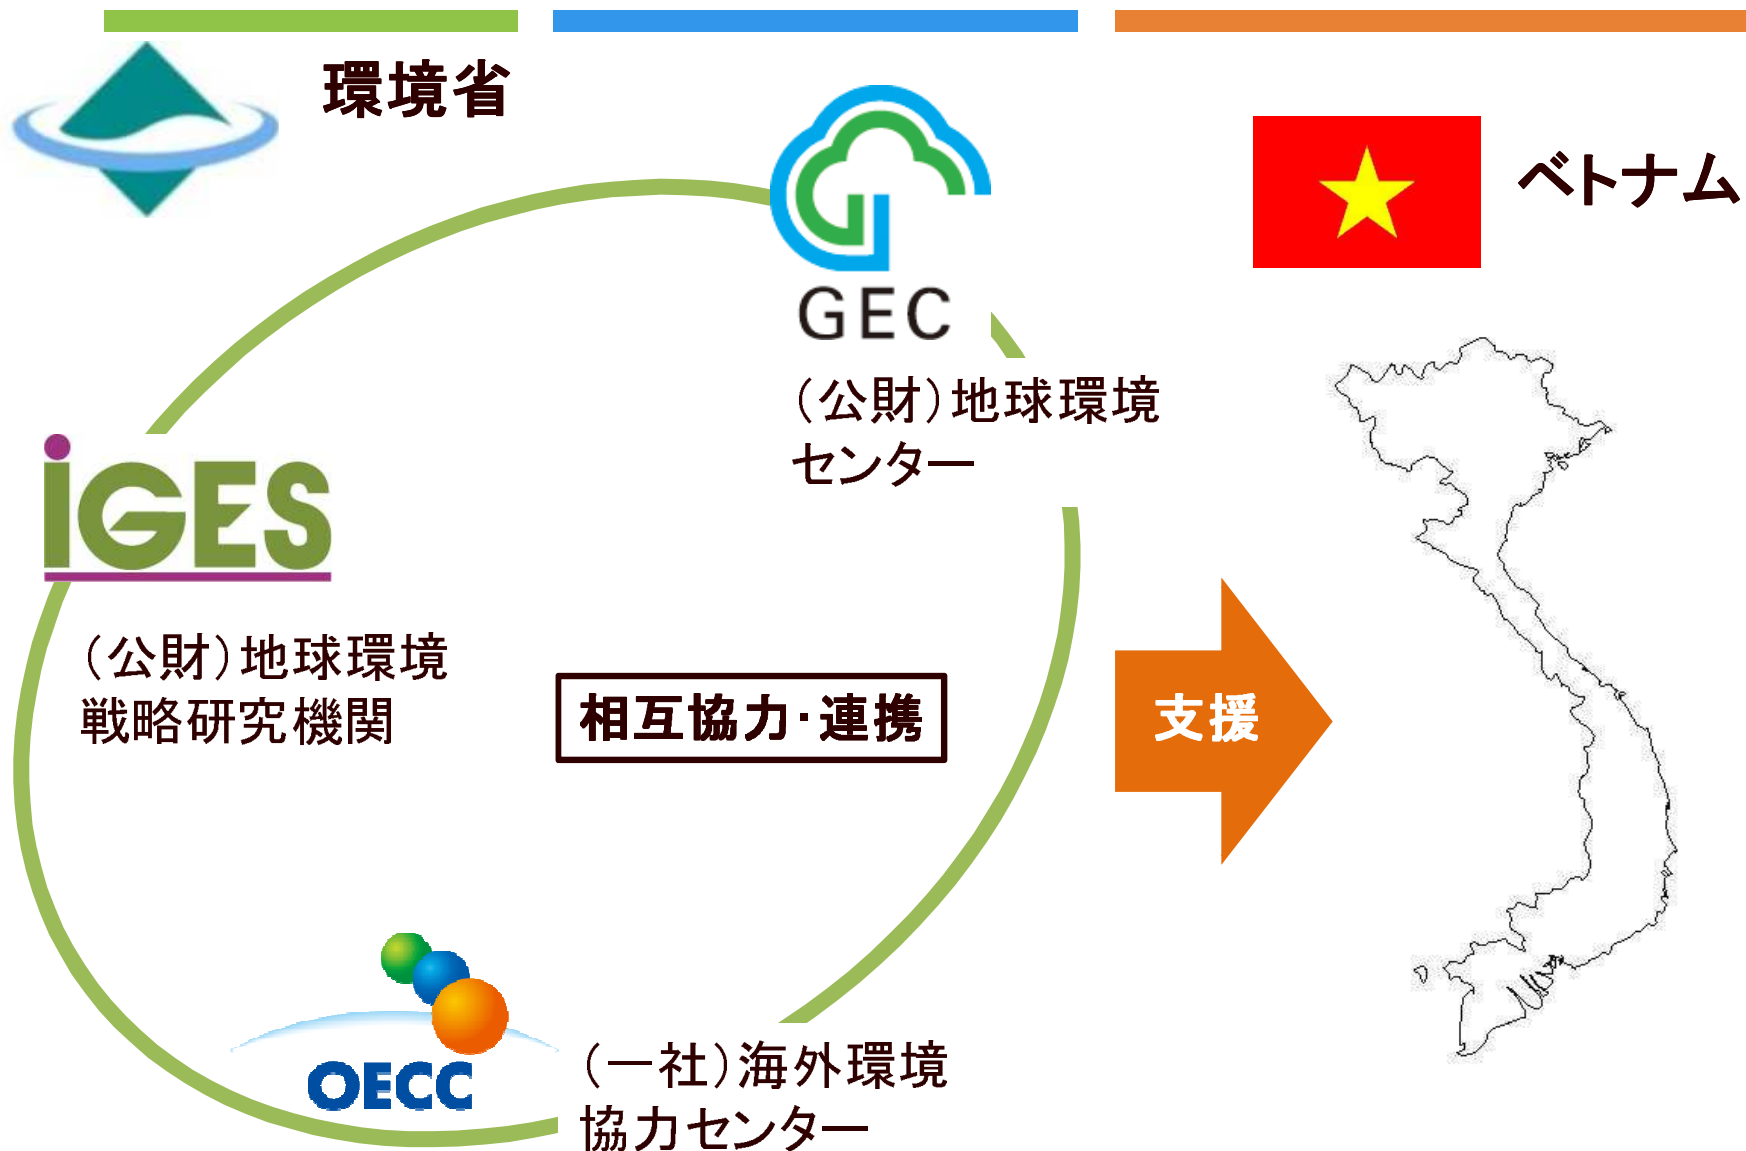 環境省
GEC
ベトナム
（公財）地球環境
センター
iGES
（公財）地球環境
戦略研究機関
相互協力・連携
支援
OECC
（一社）海外環境
協力センター